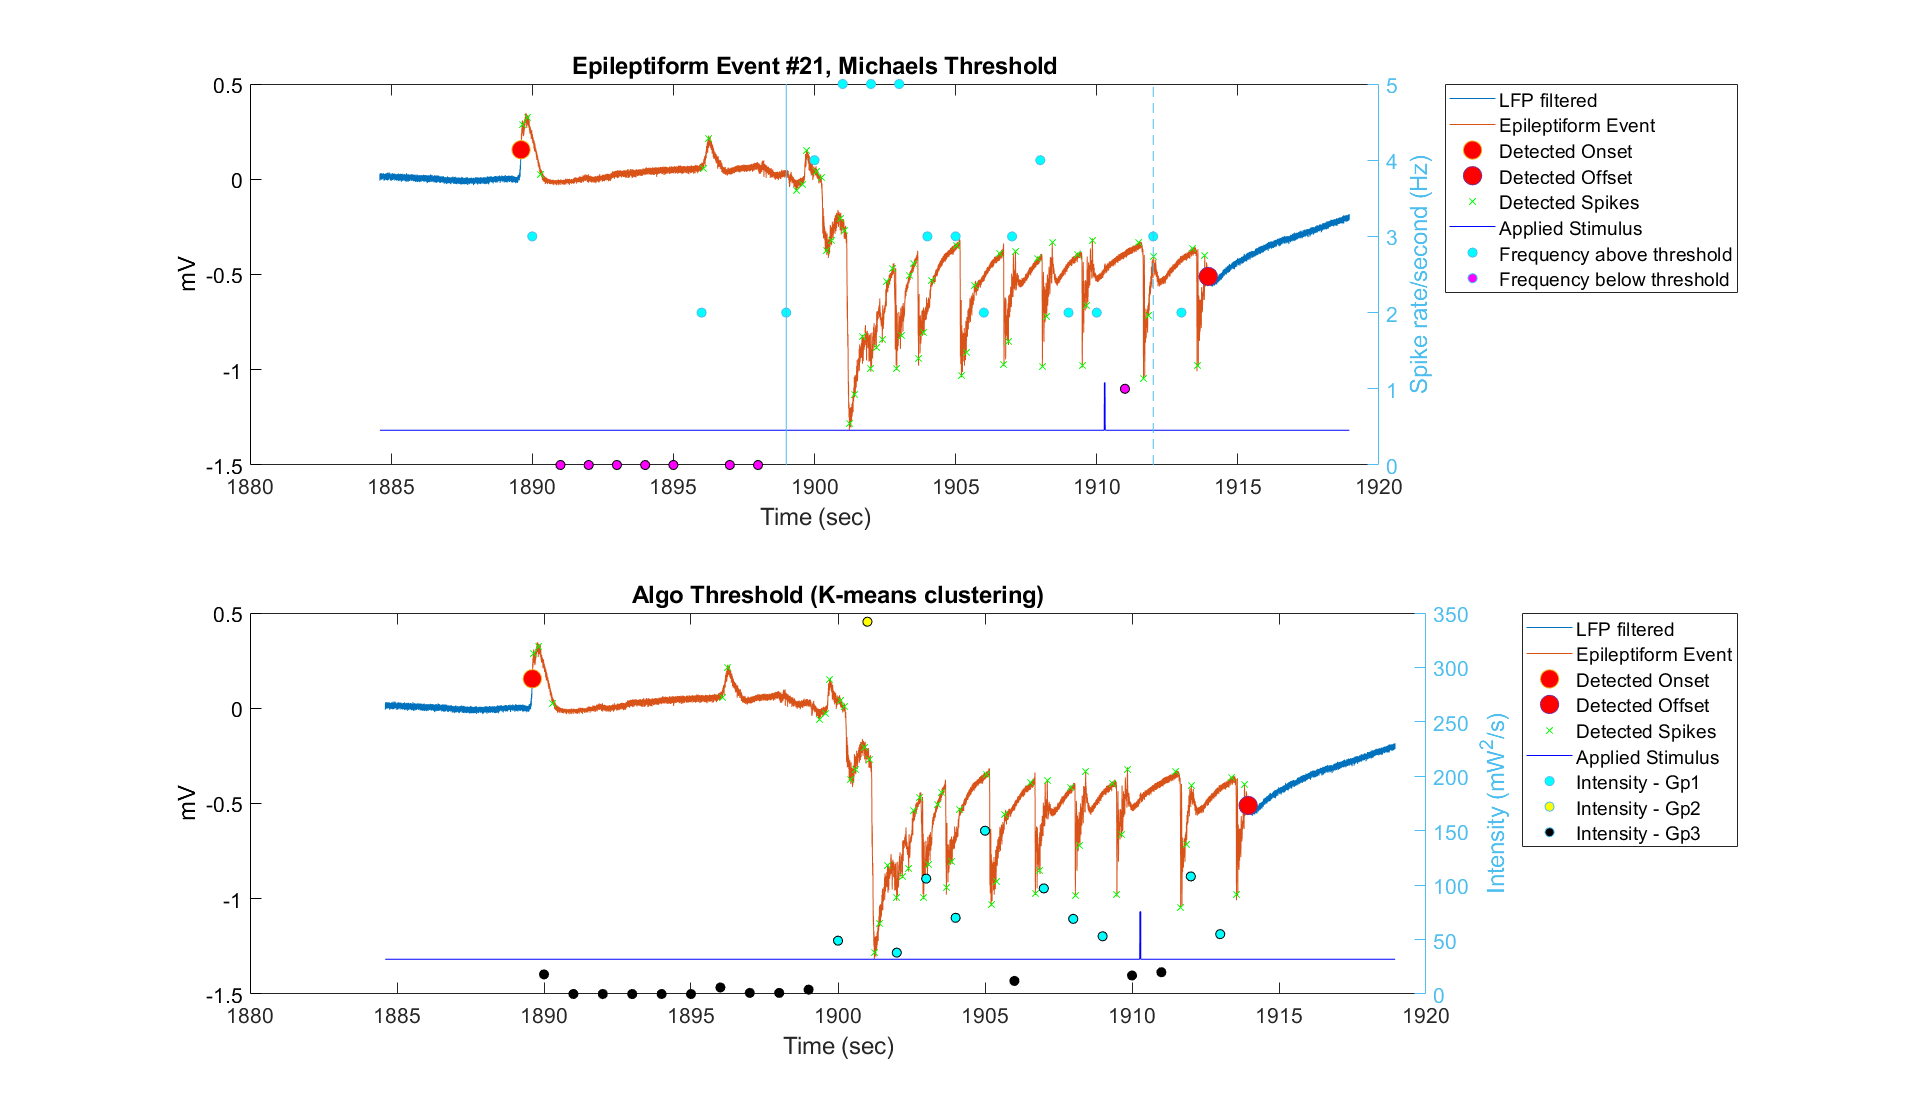 Epileptiform Event #21, Michaels Threshold
0.5
0
-0.5
-1
-1.5
mV
1880
1885
1890
1895
1900
1905
1910
1915
1920
Time (sec)
5
4
3
2
1
0
Spike rate/second (Hz)
LFP filtered
Epileptiform Event
Detected Onset
Detected Offset
Detected Spikes
Applied Stimulus
Frequency above threshold
Frequency below threshold
Algo Threshold (K-means clustering)
0.5
0
-0.5
-1
-1.5
mV
1880
1885
1890
1895
1900
1905
1910
1915
1920
Time (sec)
350
300
250
200
150
100
50
0
Intensity (mW²/s)
LFP filtered
Epileptiform Event
Detected Onset
Detected Offset
Detected Spikes
Applied Stimulus
Intensity - Gp1
Intensity - Gp2
Intensity - Gp3